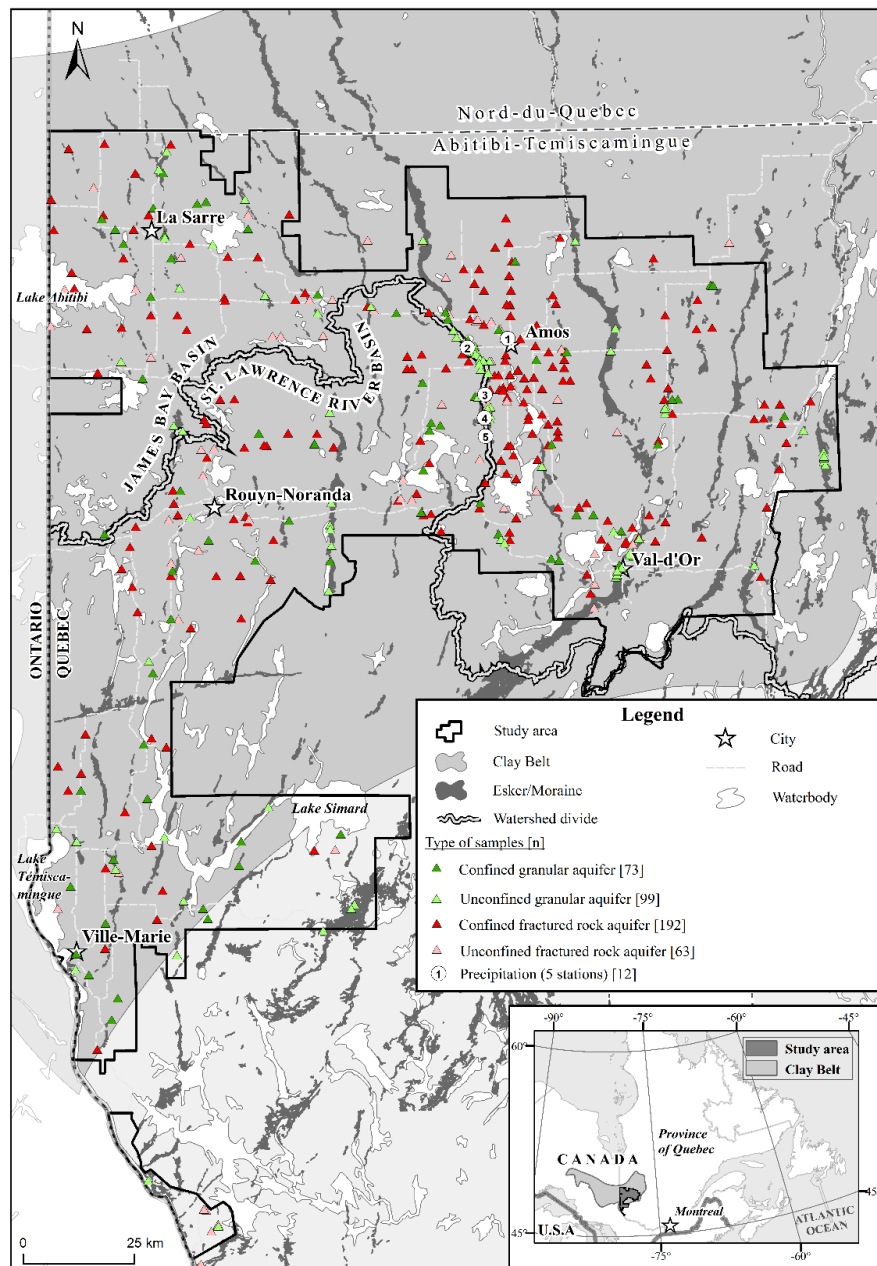 N
Nord-du-Quebec
Abitibi-Temiscamingue
La Sarre
Lake Abitibi
Amos
1
2
3
4
5
JAMES BAY BASIN
ST. LAWRENCE RIVER BASIN
Rouyn-Noranda
Val-d'Or
ONTARIO
QUEBEC
Lake Simard
Lake
Témisca-
mingue
Ville-Marie
Legend
Study area
City
Clay Belt
Road
Esker/Moraine
Waterbody
Watershed divide
Type of samples [n]
Confined granular aquifer [73]
Unconfined granular aquifer [99]
Confined fractured rock aquifer [192]
Unconfined fractured rock aquifer [63]
1 Precipitation (5 stations) [12]
0 25 km
-90° -75° -60° -45°
Study area
Clay Belt
60°
Province
of Quebec
CANADA
Montreal
45°
ATLANTIC
OCEAN
U.S.A
45°
-75° -60°